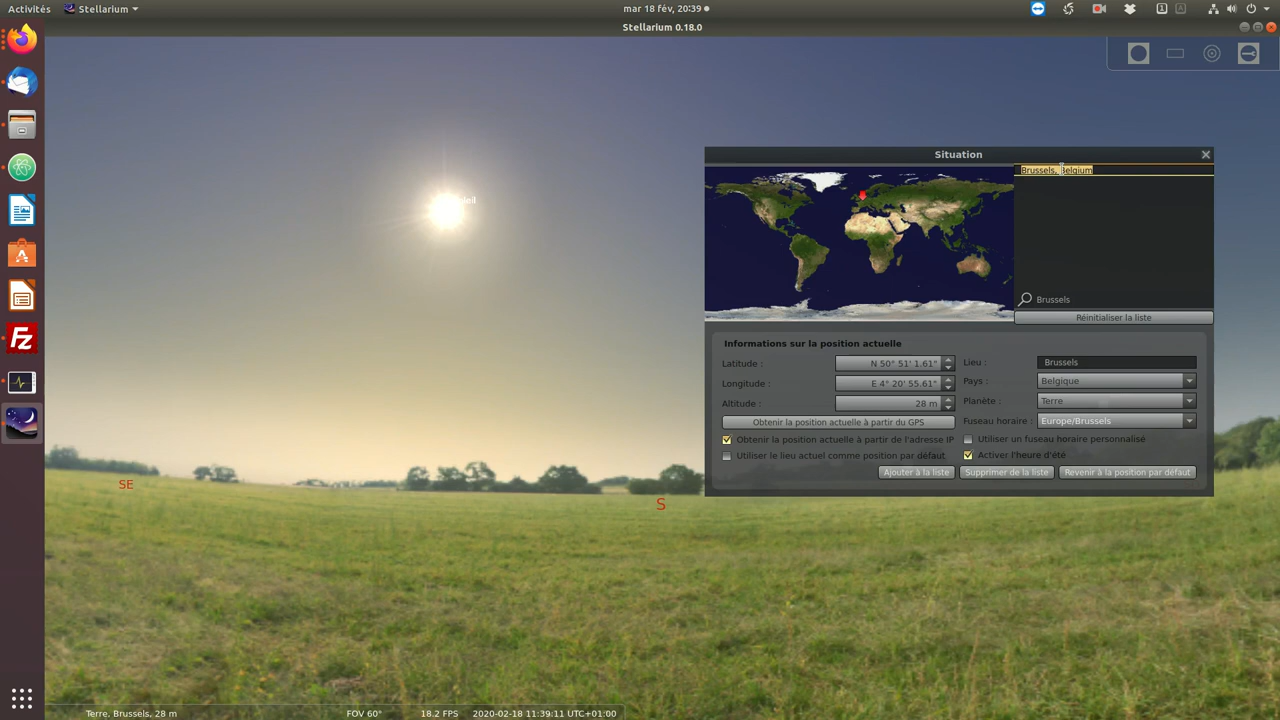 Activités
Stellarium
mar 18 fév, 20:39
1
A
Stellarium 0.18.0
Situation
Brussels, Belgium
Brussels
Réinitialiser la liste
Informations sur la position actuelle
Latitude :
N 50° 51' 1.61"
Longitude :
E 4° 20' 55.61"
Altitude :
28 m
Obtenir la position actuelle à partir du GPS
Obtenir la position actuelle à partir de l'adresse IP
Utiliser le lieu actuel comme position par défaut
Lieu :
Brussels
Pays :
Belgique
Planète :
Terre
Fuseau horaire :
Europe/Brussels
Utiliser un fuseau horaire personnalisé
Activer l'heure d'été
Ajouter à la liste
Supprimer de la liste
Revenir à la position par défaut
SE
S
Fz
Terre, Brussels, 28 m
FOV 60°
18.2 FPS
2020-02-18 11:39:11 UTC+01:00